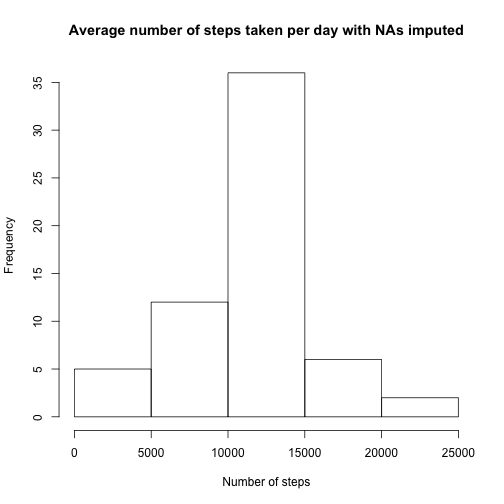 Average number of steps taken per day with NAs imputed
35
30
25
20
15
10
5
0
Frequency
0 5000 10000 15000 20000 25000
Number of steps